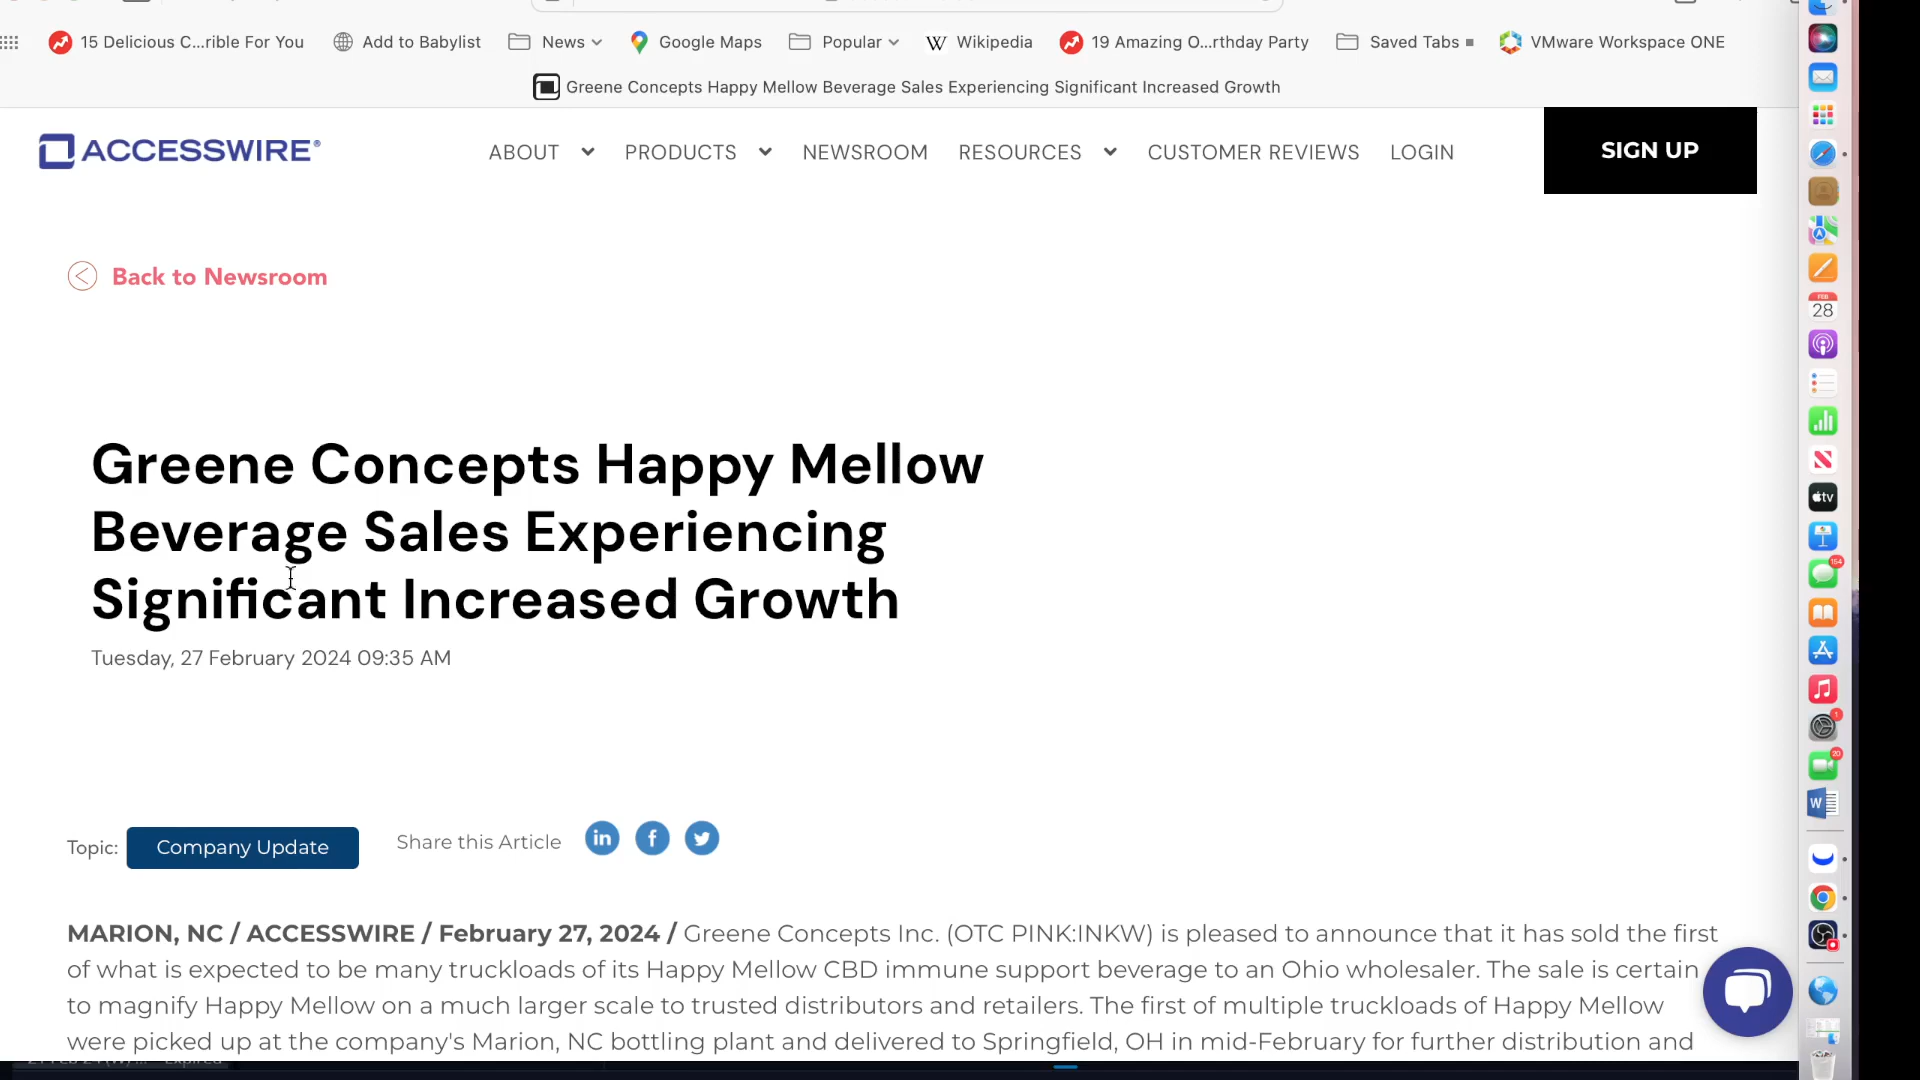 15 Delicious C...rible For You Add to Babylist News Google Maps Popular Wikipedia 19 Amazing O...rthday Party Saved Tabs VMware Workspace ONE
Greene Concepts Happy Mellow Beverage Sales Experiencing Significant Increased Growth
ACCESSWIRE®
ABOUT PRODUCTS NEWSROOM RESOURCES CUSTOMER REVIEWS LOGIN SIGN UP
Back to Newsroom
Greene Concepts Happy Mellow
Beverage Sales Experiencing
Significant Increased Growth
Tuesday, 27 February 2024 09:35 AM
Topic: Company Update Share this Article
MARION, NC / ACCESSWIRE / February 27, 2024 / Greene Concepts Inc. (OTC PINK:INKW) is pleased to announce that it has sold the first
of what is expected to be many truckloads of its Happy Mellow CBD immune support beverage to an Ohio wholesaler. The sale is certain
to magnify Happy Mellow on a much larger scale to trusted distributors and retailers. The first of multiple truckloads of Happy Mellow
were picked up at the company's Marion, NC bottling plant and delivered to Springfield, OH in mid-February for further distribution and
FEB
28
tv
154
1
20
W